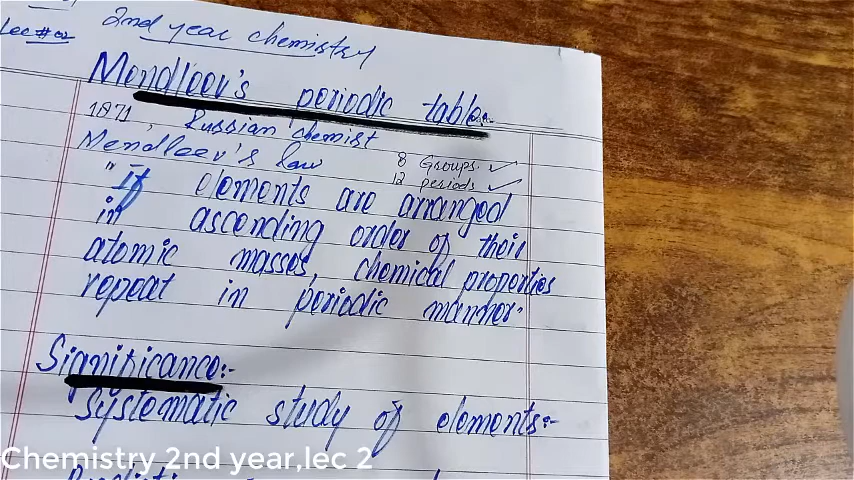 Lec # 02
2nd year chemistry
Mendleev's periodic table:-
1871, Russian chemist
Mendleev's law
8 Groups ✓
12 periods ✓
"If elements are arranged
in ascending order of their
atomic masses, chemical properties
repeat in periodic manner."
Significance:-
Systematic study of elements:-
Chemistry 2nd year,lec 2